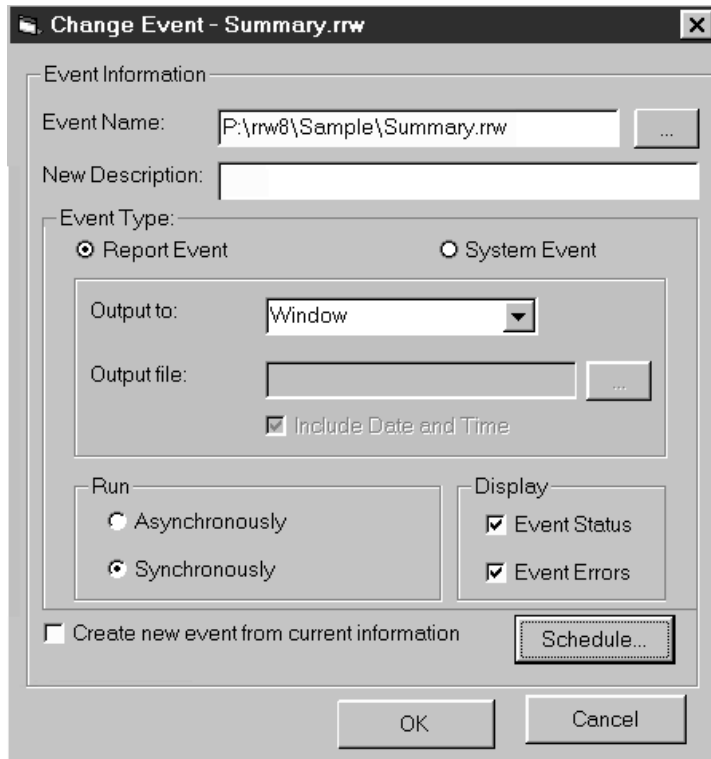 Change Event - Summary.rrw
Event Information
Event Name: P:\rrw8\Sample\Summary.rrw ...
New Description:
Event Type:
Report Event System Event
Output to: Window
Output file: ...
Include Date and Time
Run Display
Asynchronously Event Status
Synchronously Event Errors
Create new event from current information Schedule...
OK Cancel